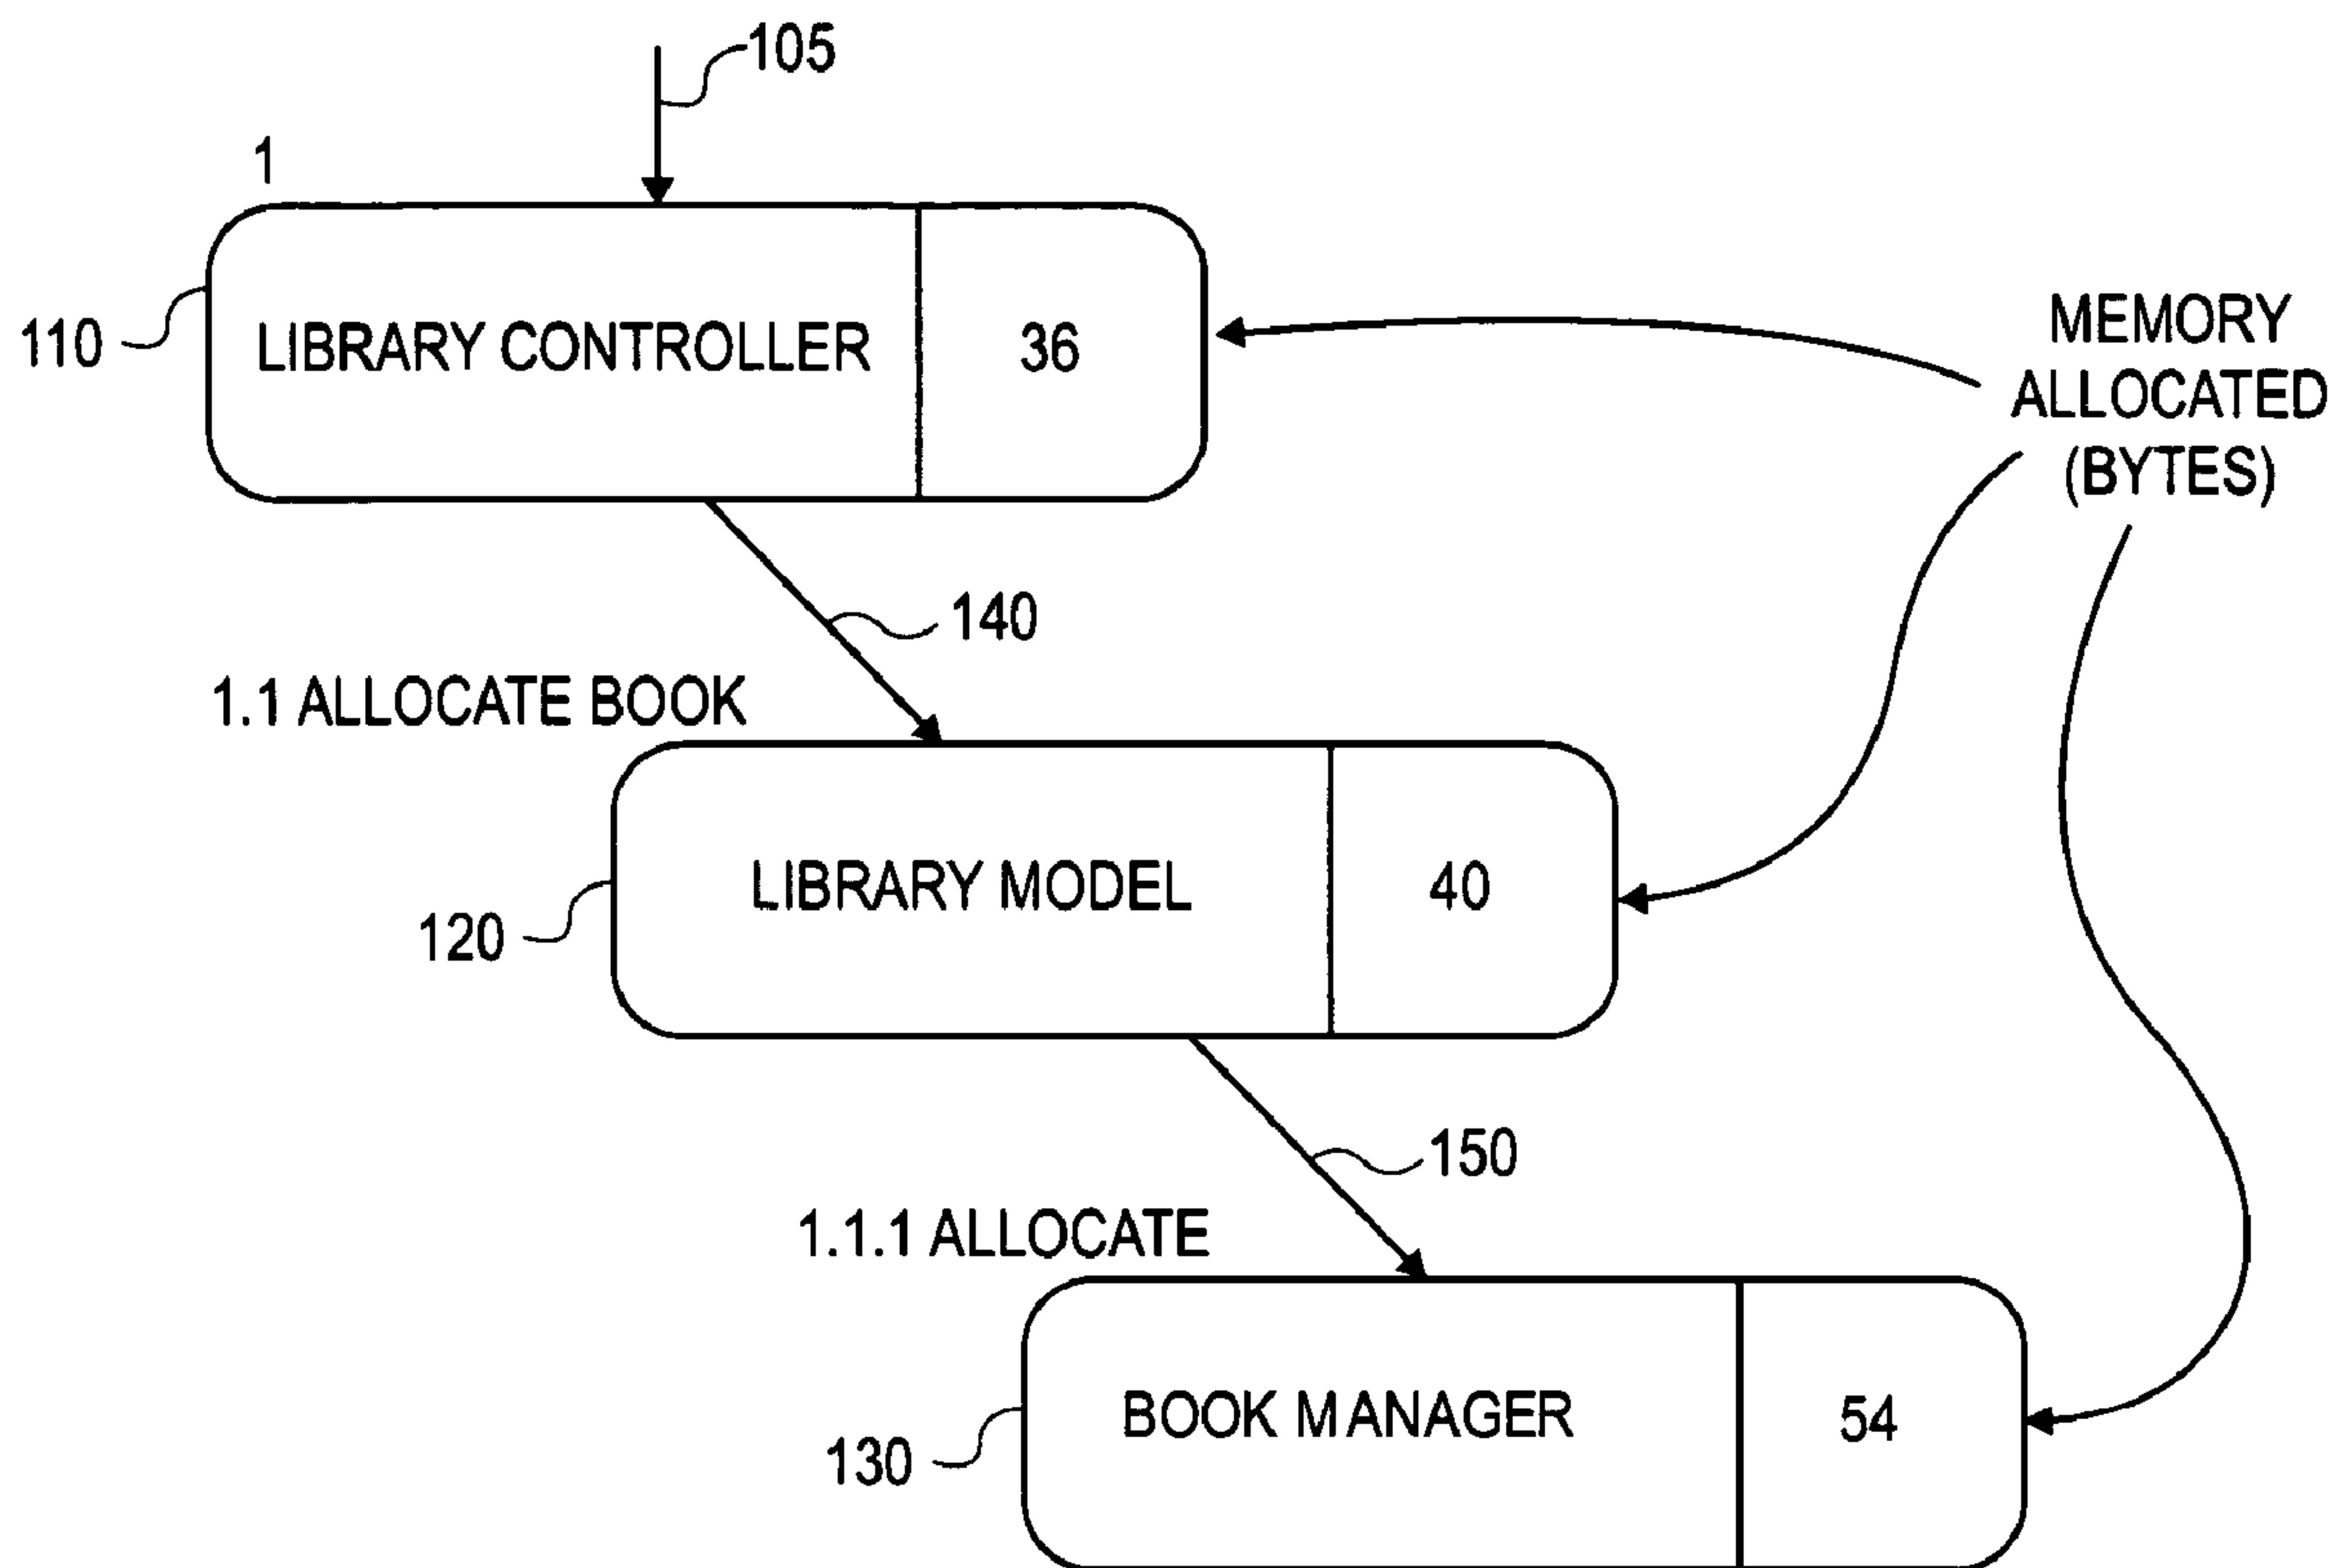 105
1
110
LIBRARY CONTROLLER
36
MEMORY
ALLOCATED
(BYTES)
140
1.1 ALLOCATE BOOK
120
LIBRARY MODEL
40
150
1.1.1 ALLOCATE
130
BOOK MANAGER
54